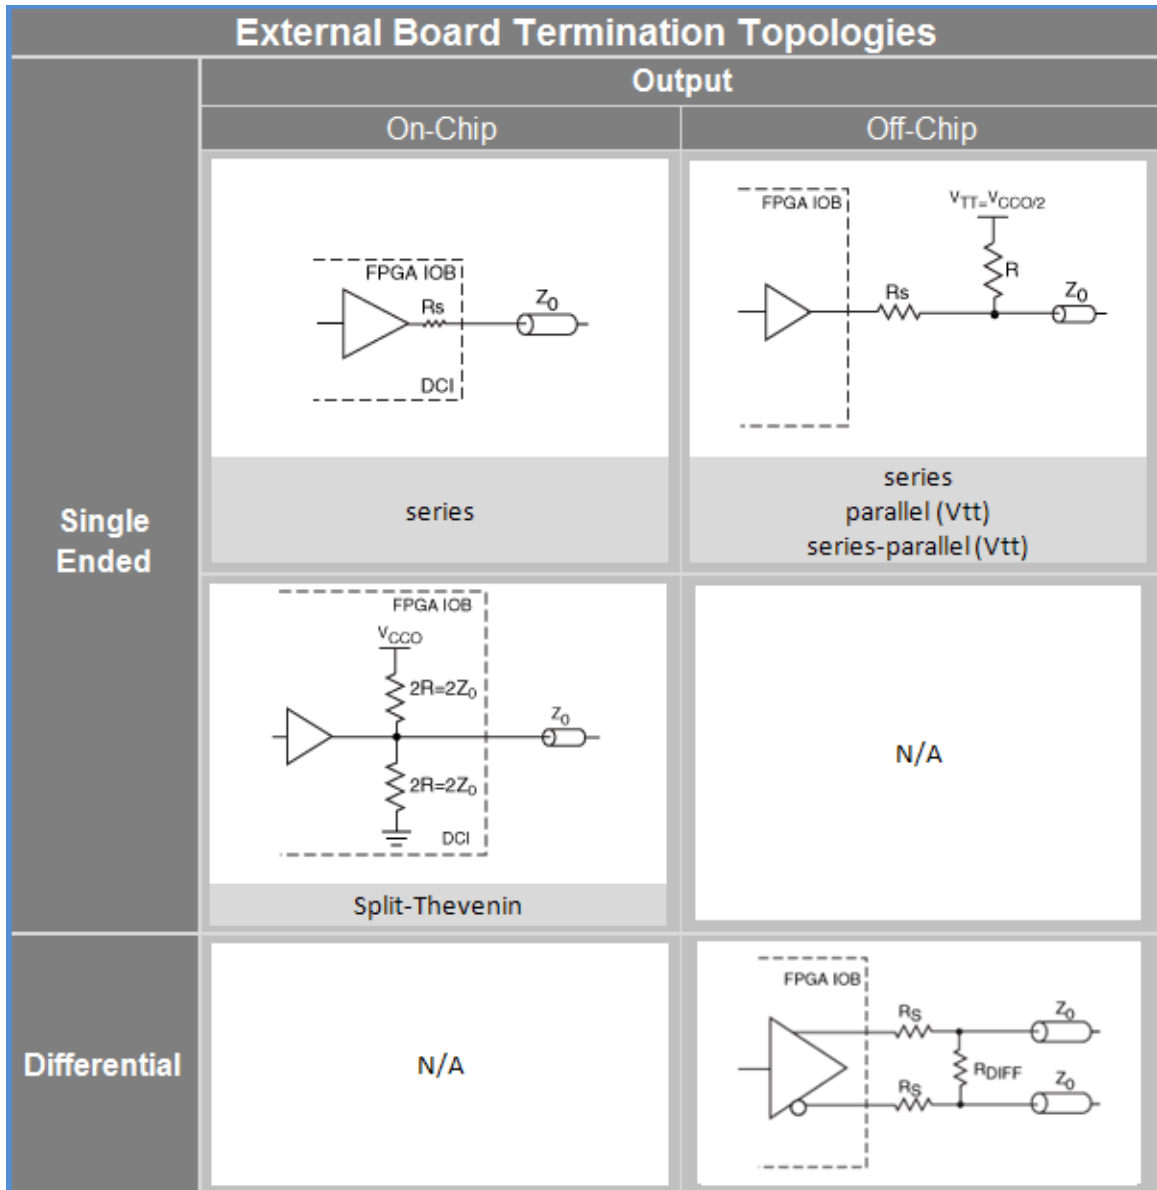 External Board Termination Topologies
Output
On-Chip
Off-Chip
Single
Ended
FPGA IOB
Rs
Z0
DCI
series
FPGA IOB
VTT=VCCO/2
R
Rs
Z0
series
parallel (Vtt)
series-parallel (Vtt)
FPGA IOB
VCCO
2R=2Z0
Z0
2R=2Z0
DCI
Split-Thevenin
N/A
Differential
N/A
FPGA IOB
RS
Z0
RDIFF
RS
Z0